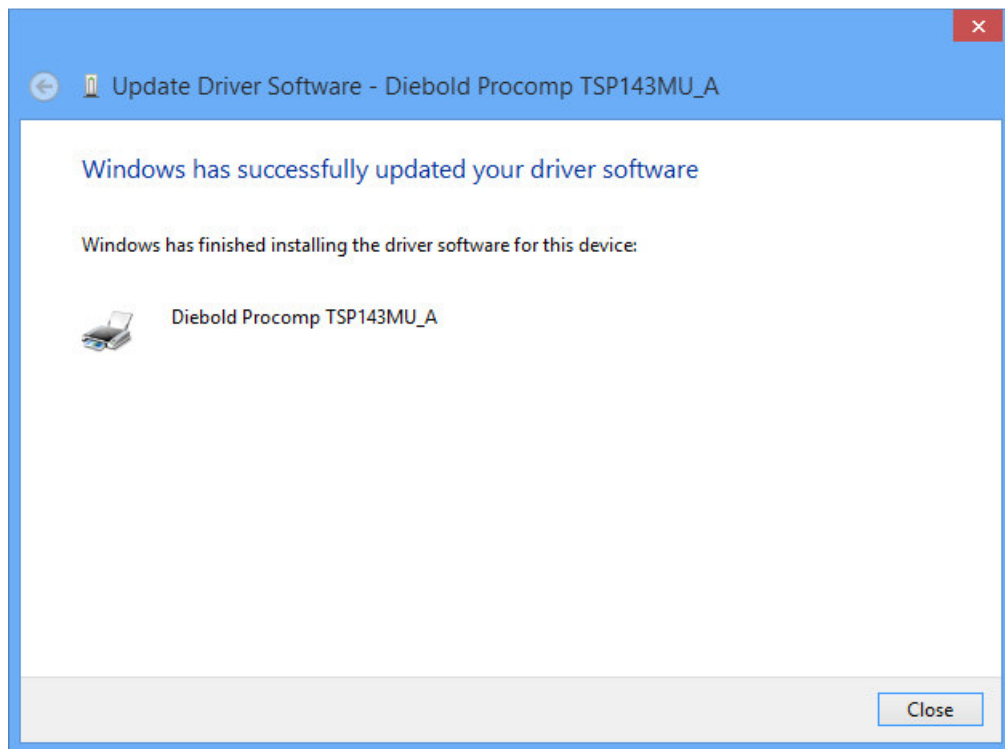 Update Driver Software - Diebold Procomp TSP143MU_A
Windows has successfully updated your driver software
Windows has finished installing the driver software for this device:
Diebold Procomp TSP143MU_A
Close